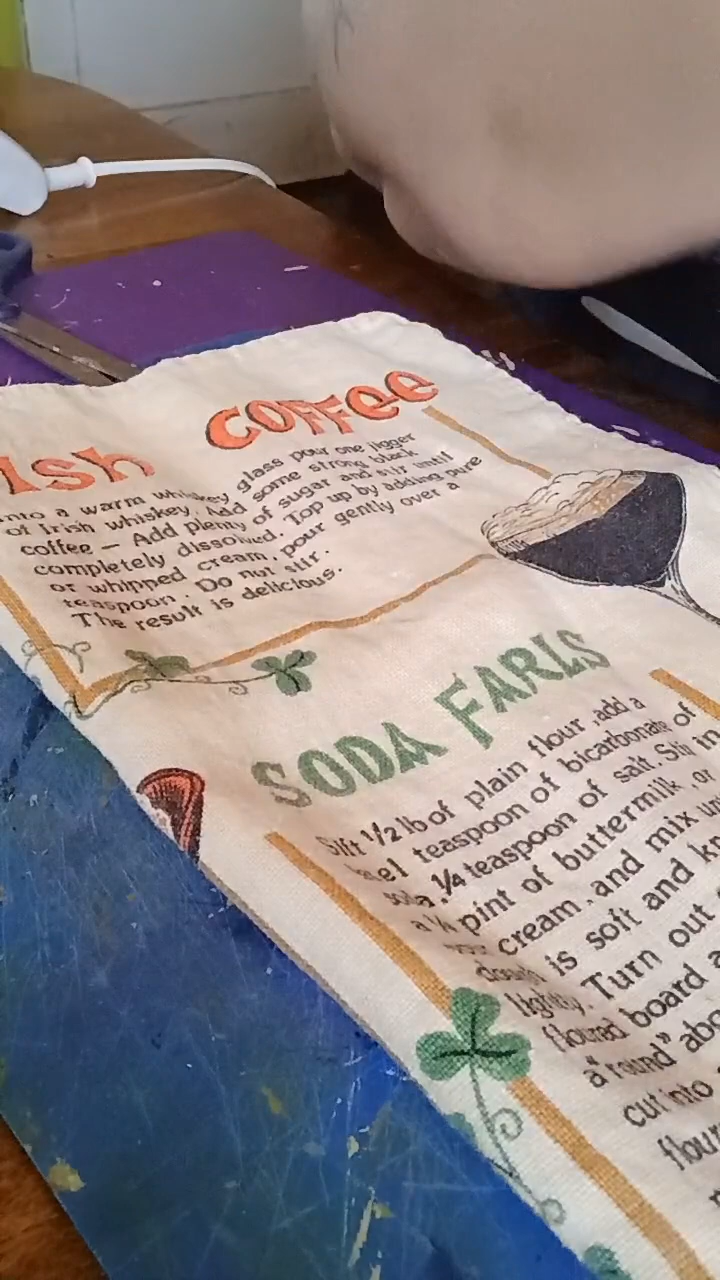 ish COFFee
into a warm whiskey glass pour one jigger
of Irish whiskey. Add some strong black
coffee — Add plenty of sugar and stir until
completely dissolved. Top up by adding pure
or whipped cream, pour gently over a
teaspoon. Do not stir.
The result is delicious.
SODA FARLS
Sift 1/2 lb of plain flour, add a
level teaspoon of bicarbonate of
soda, 1/4 teaspoon of salt. Stir in
a 1/4 pint of buttermilk, or
cream, and mix un
dough is soft and kn
lightly. Turn out
floured board a
a "round" abo
cut into
flour